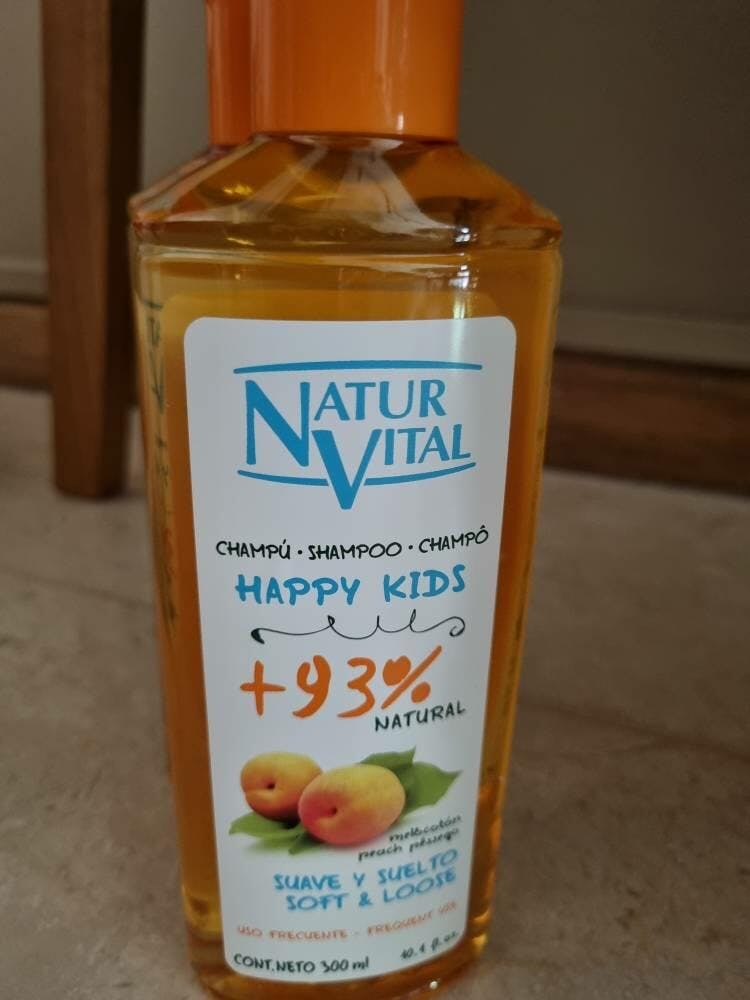 NATUR
VITAL
CHAMPÚ · SHAMPOO · CHAMPÔ
HAPPY KIDS
+93%
NATURAL
melocotón
peach pêssego
SUAVE Y SUELTO
SOFT & LOOSE
USO FRECUENTE - FREQUENT USE
CONT.NETO 300 ml 10.1 fl.oz.